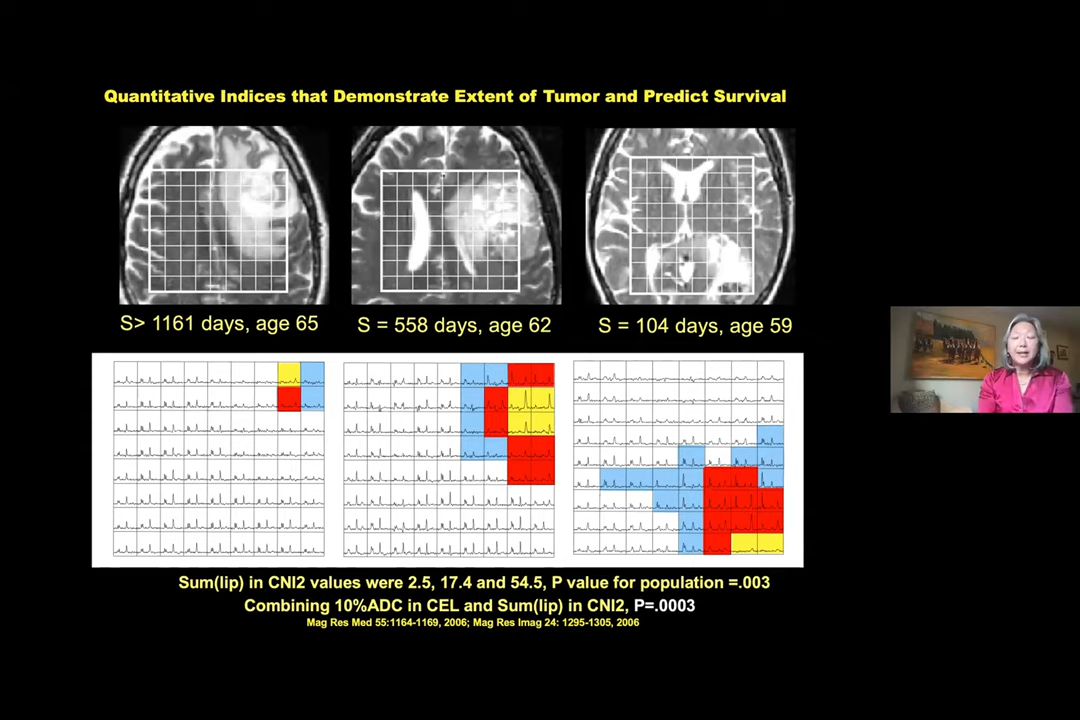 Quantitative Indices that Demonstrate Extent of Tumor and Predict Survival
S> 1161 days, age 65
S = 558 days, age 62
S = 104 days, age 59
Sum(lip) in CNI2 values were 2.5, 17.4 and 54.5, P value for population =.003
Combining 10%ADC in CEL and Sum(lip) in CNI2, P=.0003
Mag Res Med 55:1164-1169, 2006; Mag Res Imag 24: 1295-1305, 2006